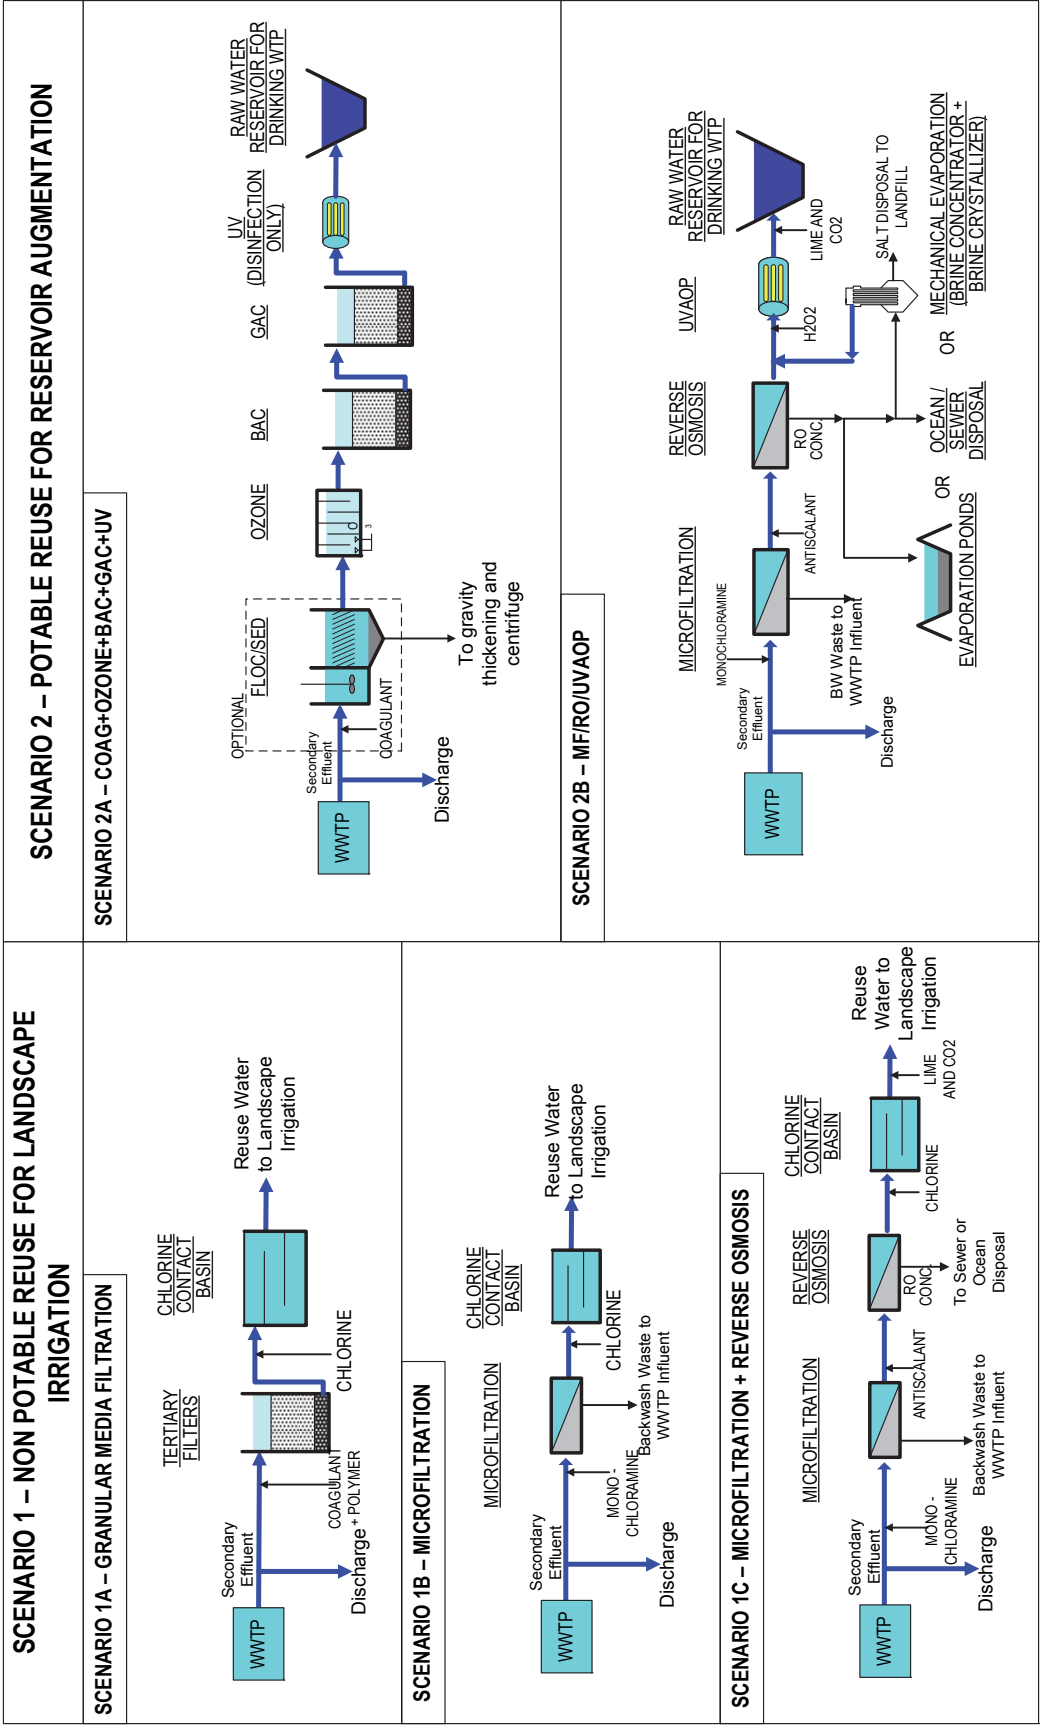 SCENARIO 1 – NON POTABLE REUSE FOR LANDSCAPE
IRRIGATION
SCENARIO 1A – GRANULAR MEDIA FILTRATION
WWTP
Secondary
Effluent
Discharge
COAGULANT
+ POLYMER
TERTIARY
FILTERS
CHLORINE
CHLORINE
CONTACT
BASIN
Reuse Water
to Landscape
Irrigation
SCENARIO 1B – MICROFILTRATION
WWTP
Secondary
Effluent
Discharge
MONO -
CHLORAMINE
MICROFILTRATION
Backwash Waste to
WWTP Influent
CHLORINE
CHLORINE
CONTACT
BASIN
Reuse Water
to Landscape
Irrigation
SCENARIO 1C – MICROFILTRATION + REVERSE OSMOSIS
WWTP
Secondary
Effluent
Discharge
MONO -
CHLORAMINE
MICROFILTRATION
Backwash Waste to
WWTP Influent
ANTISCALANT
REVERSE
OSMOSIS
RO
CONC.
To Sewer or
Ocean
Disposal
CHLORINE
CHLORINE
CONTACT
BASIN
LIME
AND CO2
Reuse
Water to
Landscape
Irrigation
SCENARIO 2 – POTABLE REUSE FOR RESERVOIR AUGMENTATION
SCENARIO 2A – COAG+OZONE+BAC+GAC+UV
WWTP
Secondary
Effluent
Discharge
OPTIONAL
FLOC/SED
COAGULANT
To gravity
thickening and
centrifuge
OZONE
O
3
BAC
GAC
UV
(DISINFECTION
ONLY)
RAW WATER
RESERVOIR FOR
DRINKING WTP
SCENARIO 2B – MF/RO/UVAOP
WWTP
Secondary
Effluent
Discharge
MONOCHLORAMINE
MICROFILTRATION
BW Waste to
WWTP Influent
ANTISCALANT
REVERSE
OSMOSIS
RO
CONC.
UVAOP
H2O2
LIME AND
CO2
RAW WATER
RESERVOIR FOR
DRINKING WTP
SALT DISPOSAL TO
LANDFILL
EVAPORATION PONDS
OR
OCEAN /
SEWER
DISPOSAL
OR
MECHANICAL EVAPORATION
(BRINE CONCENTRATOR +
BRINE CRYSTALLIZER)